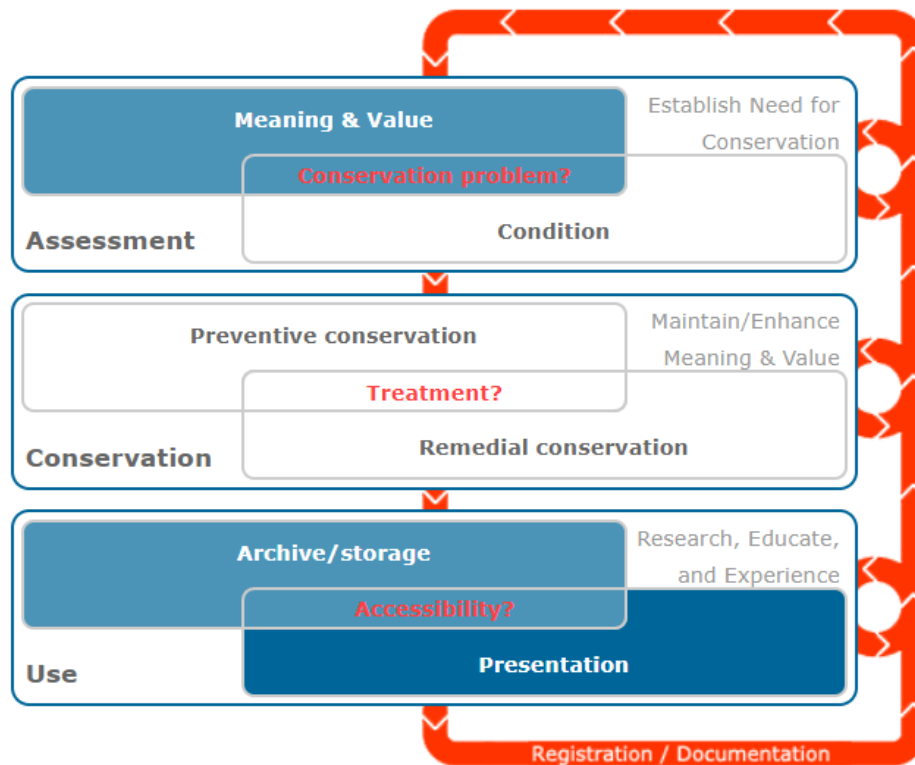 Meaning & Value
Establish Need for
Conservation
Conservation problem?
Condition
Assessment
Preventive conservation
Maintain/Enhance
Meaning & Value
Treatment?
Remedial conservation
Conservation
Archive/storage
Research, Educate,
and Experience
Accessibility?
Presentation
Use
Registration / Documentation